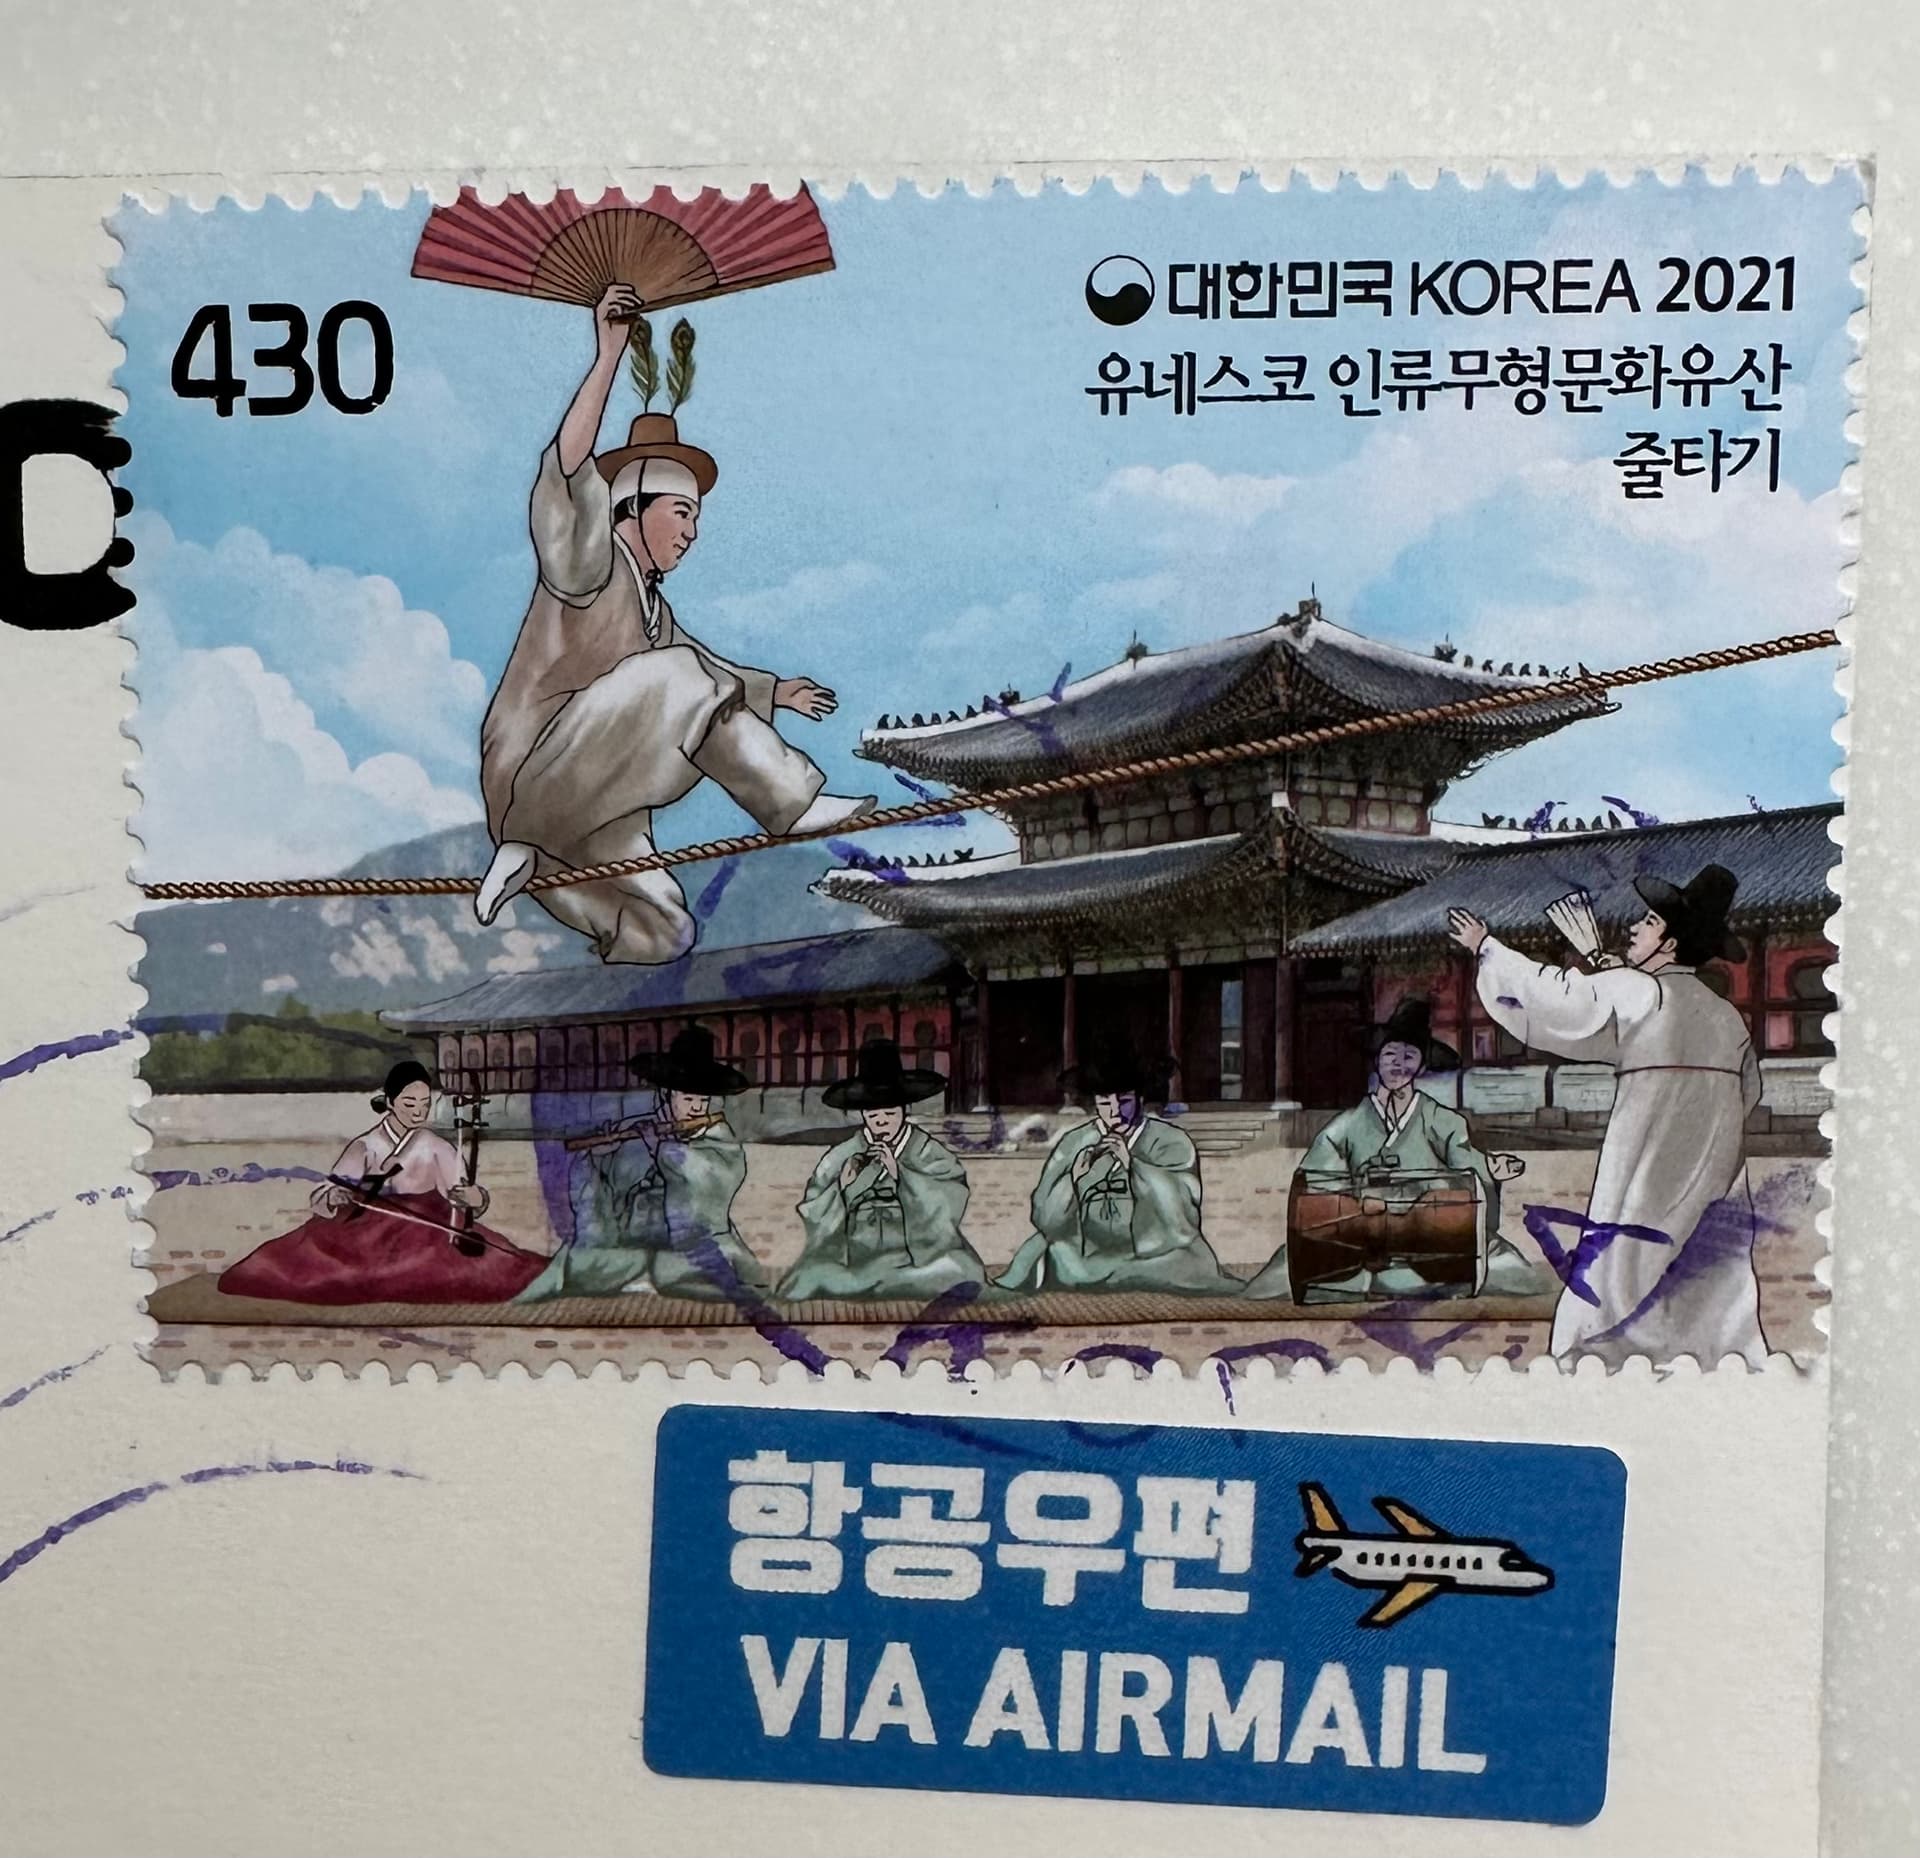 430
대한민국 KOREA 2021
유네스코 인류무형문화유산
줄타기
항공우편
VIA AIRMAIL